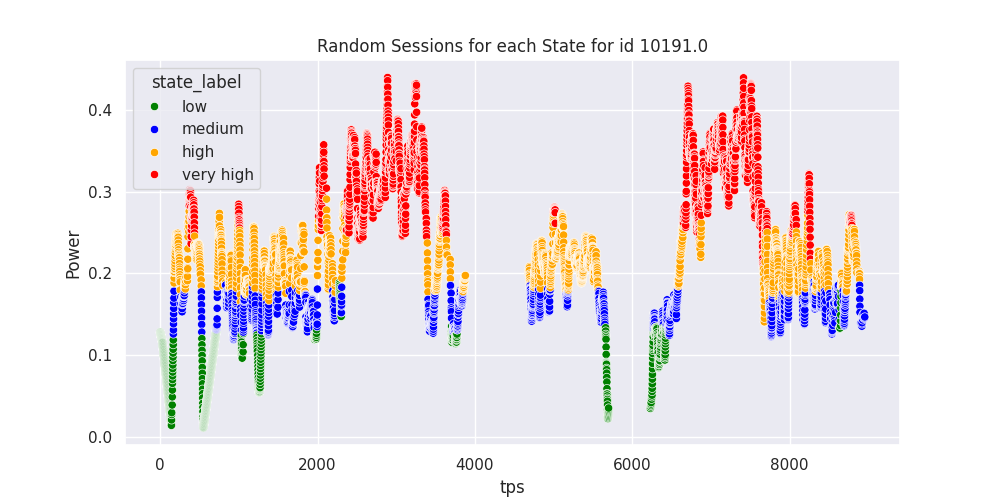 Random Sessions for each State for id 10191.0
state_label
low
medium
high
very high
Power
0.4
0.3
0.2
0.1
0.0
0 2000 4000 6000 8000
tps